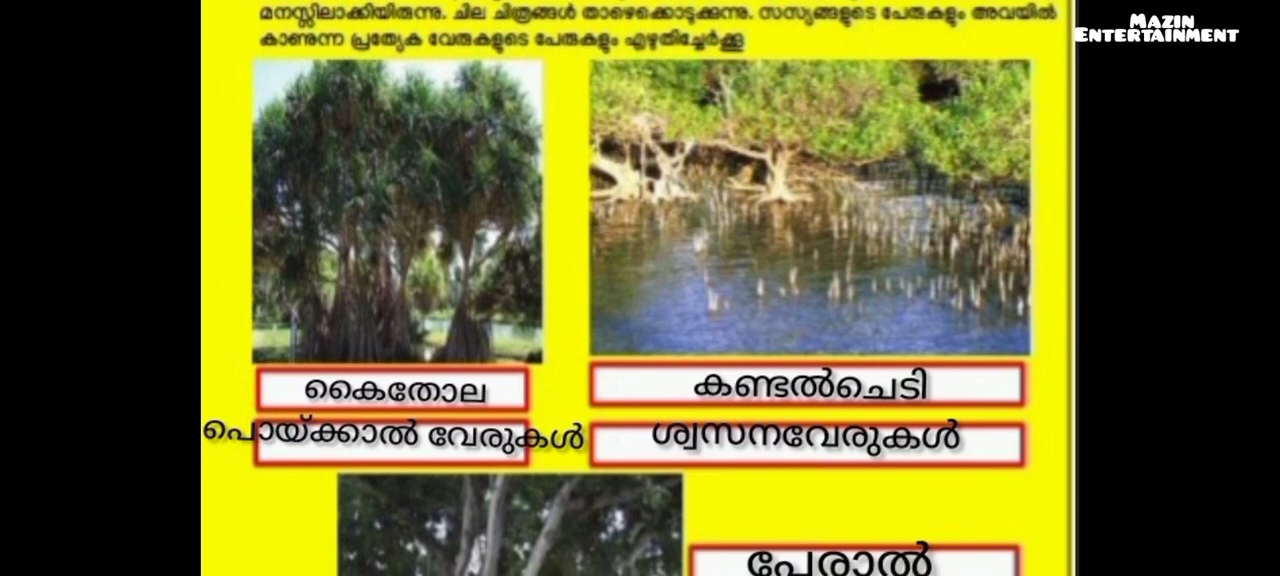 മനസ്സിലാക്കിയിരുന്നു. ചില ചിത്രങ്ങൾ താഴെക്കൊടുക്കുന്നു. സസ്യങ്ങളുടെ പേരുകളും അവയിൽ
കാണുന്ന പ്രത്യേക വേരുകളുടെ പേരുകളും എഴുതിച്ചേർക്കൂ
MAZIN
ENTERTAINMENT
കൈതോല
കണ്ടൽചെടി
പൊയ്ക്കാൽ വേരുകൾ
ശ്വസനവേരുകൾ
പേരാൽ